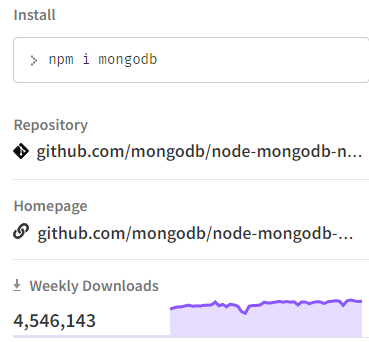 Install
> npm i mongodb
Repository
github.com/mongodb/node-mongodb-n...
Homepage
github.com/mongodb/node-mongodb-...
Weekly Downloads
4,546,143